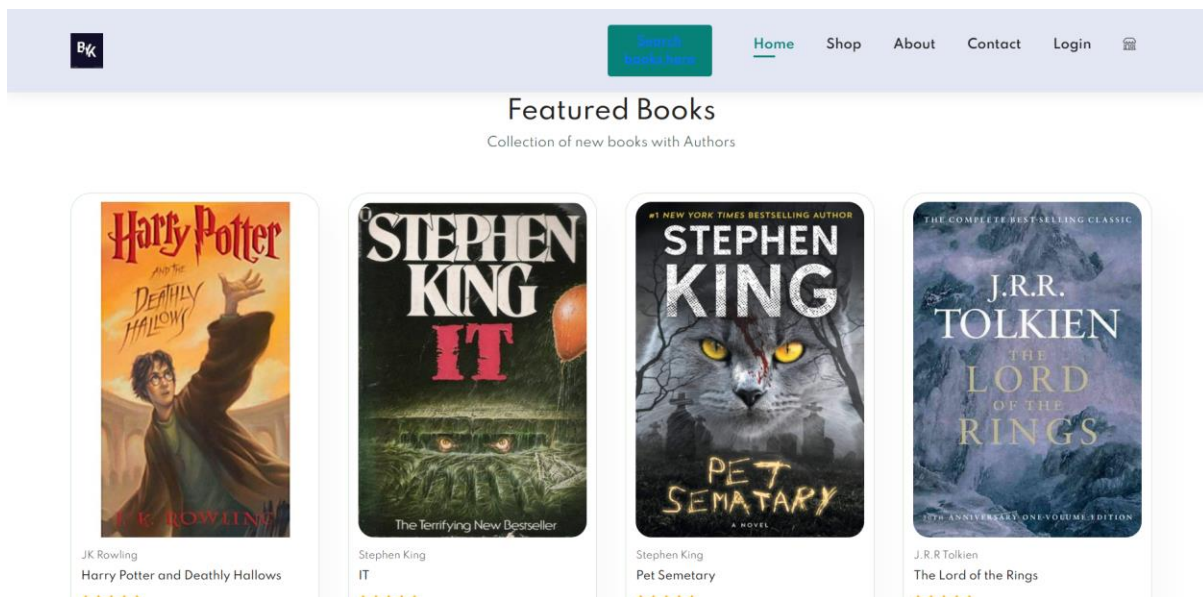 BK
Search
books here
Home Shop About Contact Login
Featured Books
Collection of new books with Authors
Harry Potter
AND THE
DEATHLY
HALLOWS
J. K. ROWLING
STEPHEN
KING
IT
The Terrifying New Bestseller
#1 NEW YORK TIMES BESTSELLING AUTHOR
STEPHEN
KING
PET
SEMATARY
A NOVEL
THE COMPLETE BEST-SELLING CLASSIC
J.R.R.
TOLKIEN
THE
LORD
OF THE
RINGS
50TH ANNIVERSARY ONE-VOLUME EDITION
JK Rowling
Harry Potter and Deathly Hallows
Stephen King
IT
Stephen King
Pet Semetary
J.R.R Tolkien
The Lord of the Rings